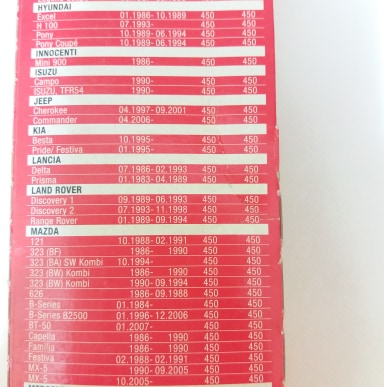 HYUNDAI
Excel 01.1986- 10.1989 450 450
H 100 07.1993- 450 450
Pony 10.1989- 06.1994 450 450
Pony Coupé 10.1989- 06.1994 450 450
INNOCENTI
Mini 900 1986- 450 450
ISUZU
Campo 1990- 450 450
ISUZU, TFR54 1990- 450 450
JEEP
Cherokee 04.1997- 09.2001 450 450
Commander 04.2006- 450 450
KIA
Besta 10.1995- 450 450
Pride/ Festiva 01.1995- 450 450
LANCIA
Delta 07.1986- 02.1993 450 450
Prisma 01.1983- 04.1989 450 450
LAND ROVER
Discovery 1 09.1989- 06.1993 450 450
Discovery 2 07.1993- 11.1998 450 450
Range Rover 01.1989- 09.1994 450 450
MAZDA
121 10.1988- 02.1991 450 450
323 (BF) 1986- 1990 450 450
323 (BA) SW Kombi 10.1994- 450 450
323 (BW) Kombi 1986- 1990 450 450
323 (BW) Kombi 1990- 09.1994 450 450
626 1986- 09.1988 450 450
B-Series 01.1984- 450 450
B-Series B2500 01.1996- 12.2006 450 450
BT-50 01.2007- 450 450
Capella 1986- 1990 450 450
Familia 1986- 1990 450 450
Festiva 02.1988- 02.1991 450 450
MX-5 1990- 09.2005 450 450
MX-5 10.2005- 450 450